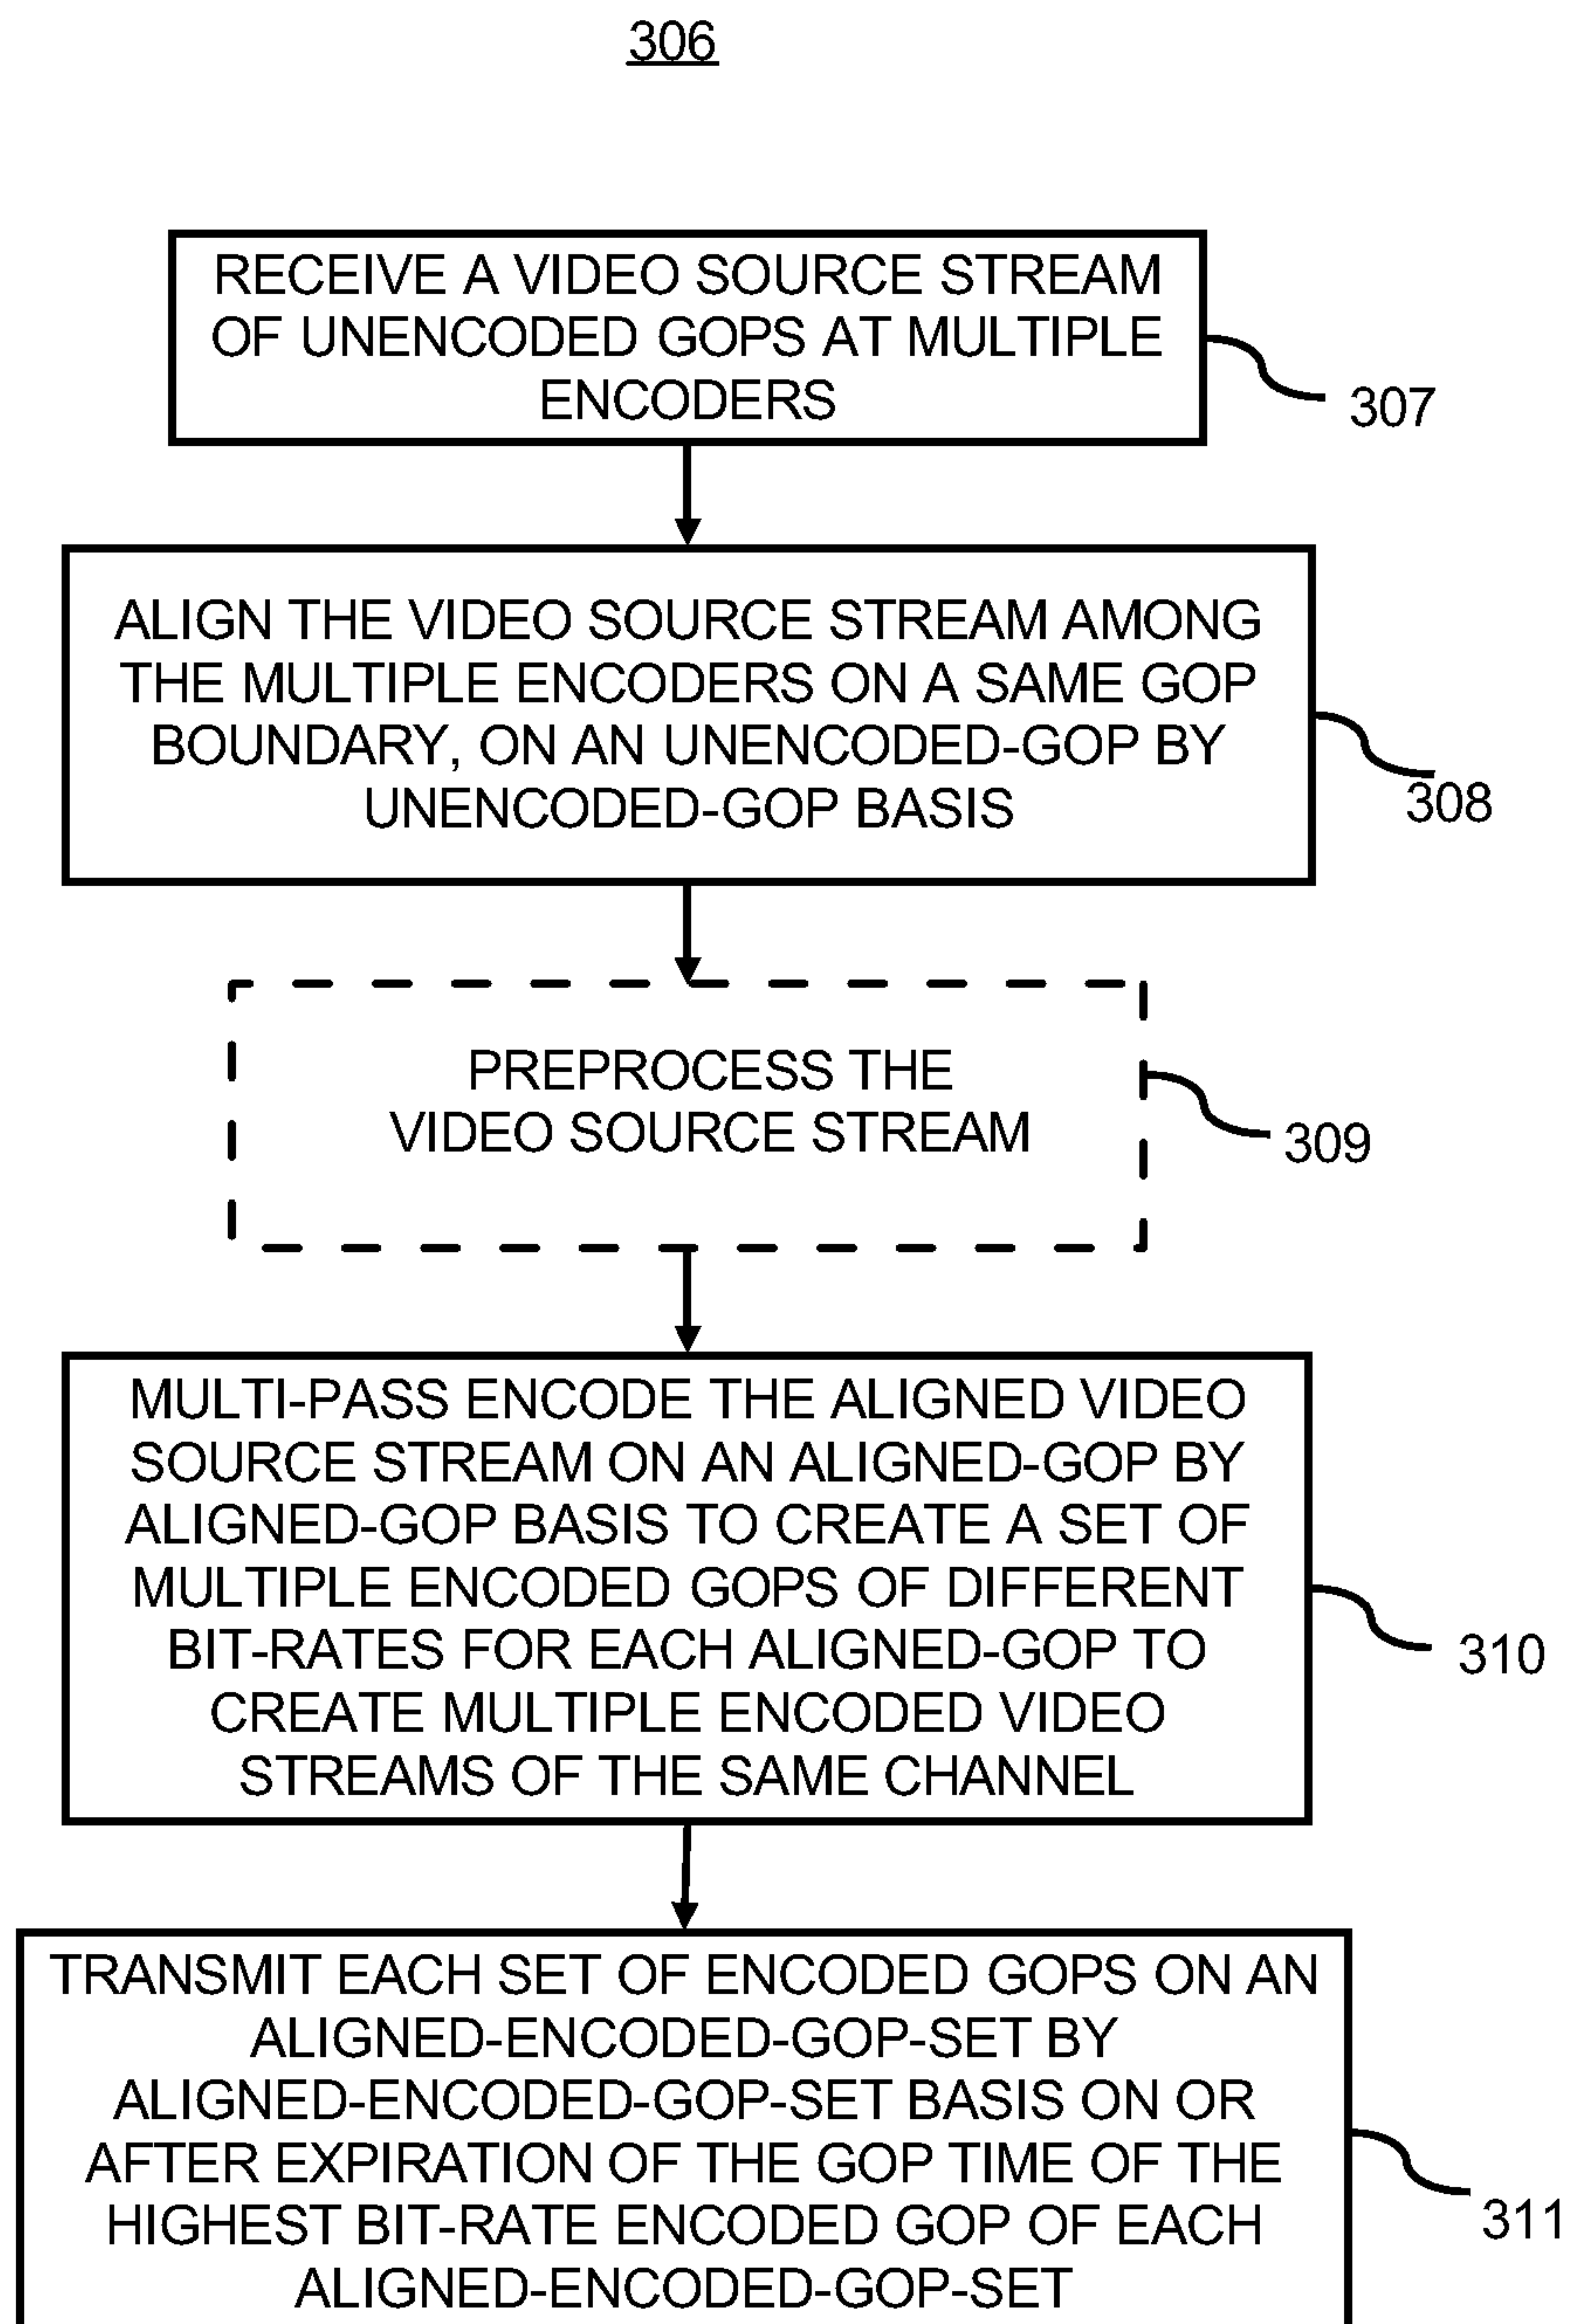 306
RECEIVE A VIDEO SOURCE STREAM
OF UNENCODED GOPS AT MULTIPLE
ENCODERS
307
ALIGN THE VIDEO SOURCE STREAM AMONG
THE MULTIPLE ENCODERS ON A SAME GOP
BOUNDARY, ON AN UNENCODED-GOP BY
UNENCODED-GOP BASIS
308
PREPROCESS THE
VIDEO SOURCE STREAM
309
MULTI-PASS ENCODE THE ALIGNED VIDEO
SOURCE STREAM ON AN ALIGNED-GOP BY
ALIGNED-GOP BASIS TO CREATE A SET OF
MULTIPLE ENCODED GOPS OF DIFFERENT
BIT-RATES FOR EACH ALIGNED-GOP TO
CREATE MULTIPLE ENCODED VIDEO
STREAMS OF THE SAME CHANNEL
310
TRANSMIT EACH SET OF ENCODED GOPS ON AN
ALIGNED-ENCODED-GOP-SET BY
ALIGNED-ENCODED-GOP-SET BASIS ON OR
AFTER EXPIRATION OF THE GOP TIME OF THE
HIGHEST BIT-RATE ENCODED GOP OF EACH
ALIGNED-ENCODED-GOP-SET
311